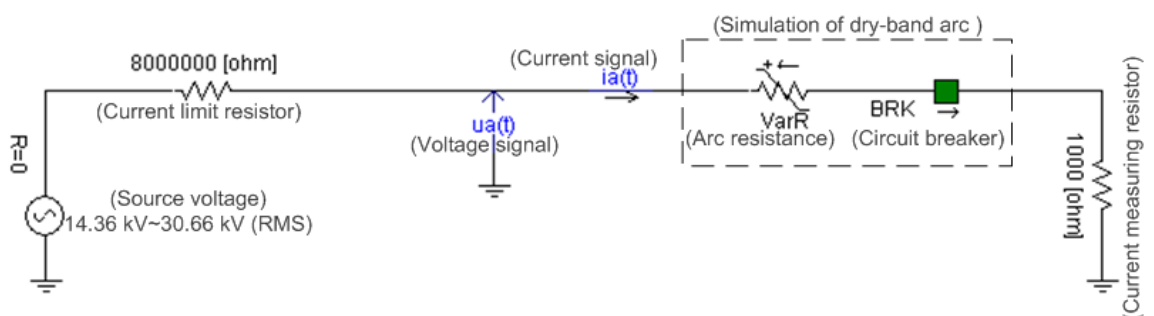 (Simulation of dry-band arc )
8000000 [ohm]
(Current limit resistor)
(Current signal)
ia(t)
ua(t)
(Voltage signal)
+
VarR
(Arc resistance)
BRK
(Circuit breaker)
R=0
(Source voltage)
14.36 kV~30.66 kV (RMS)
1000 [ohm]
(Current measuring resistor)